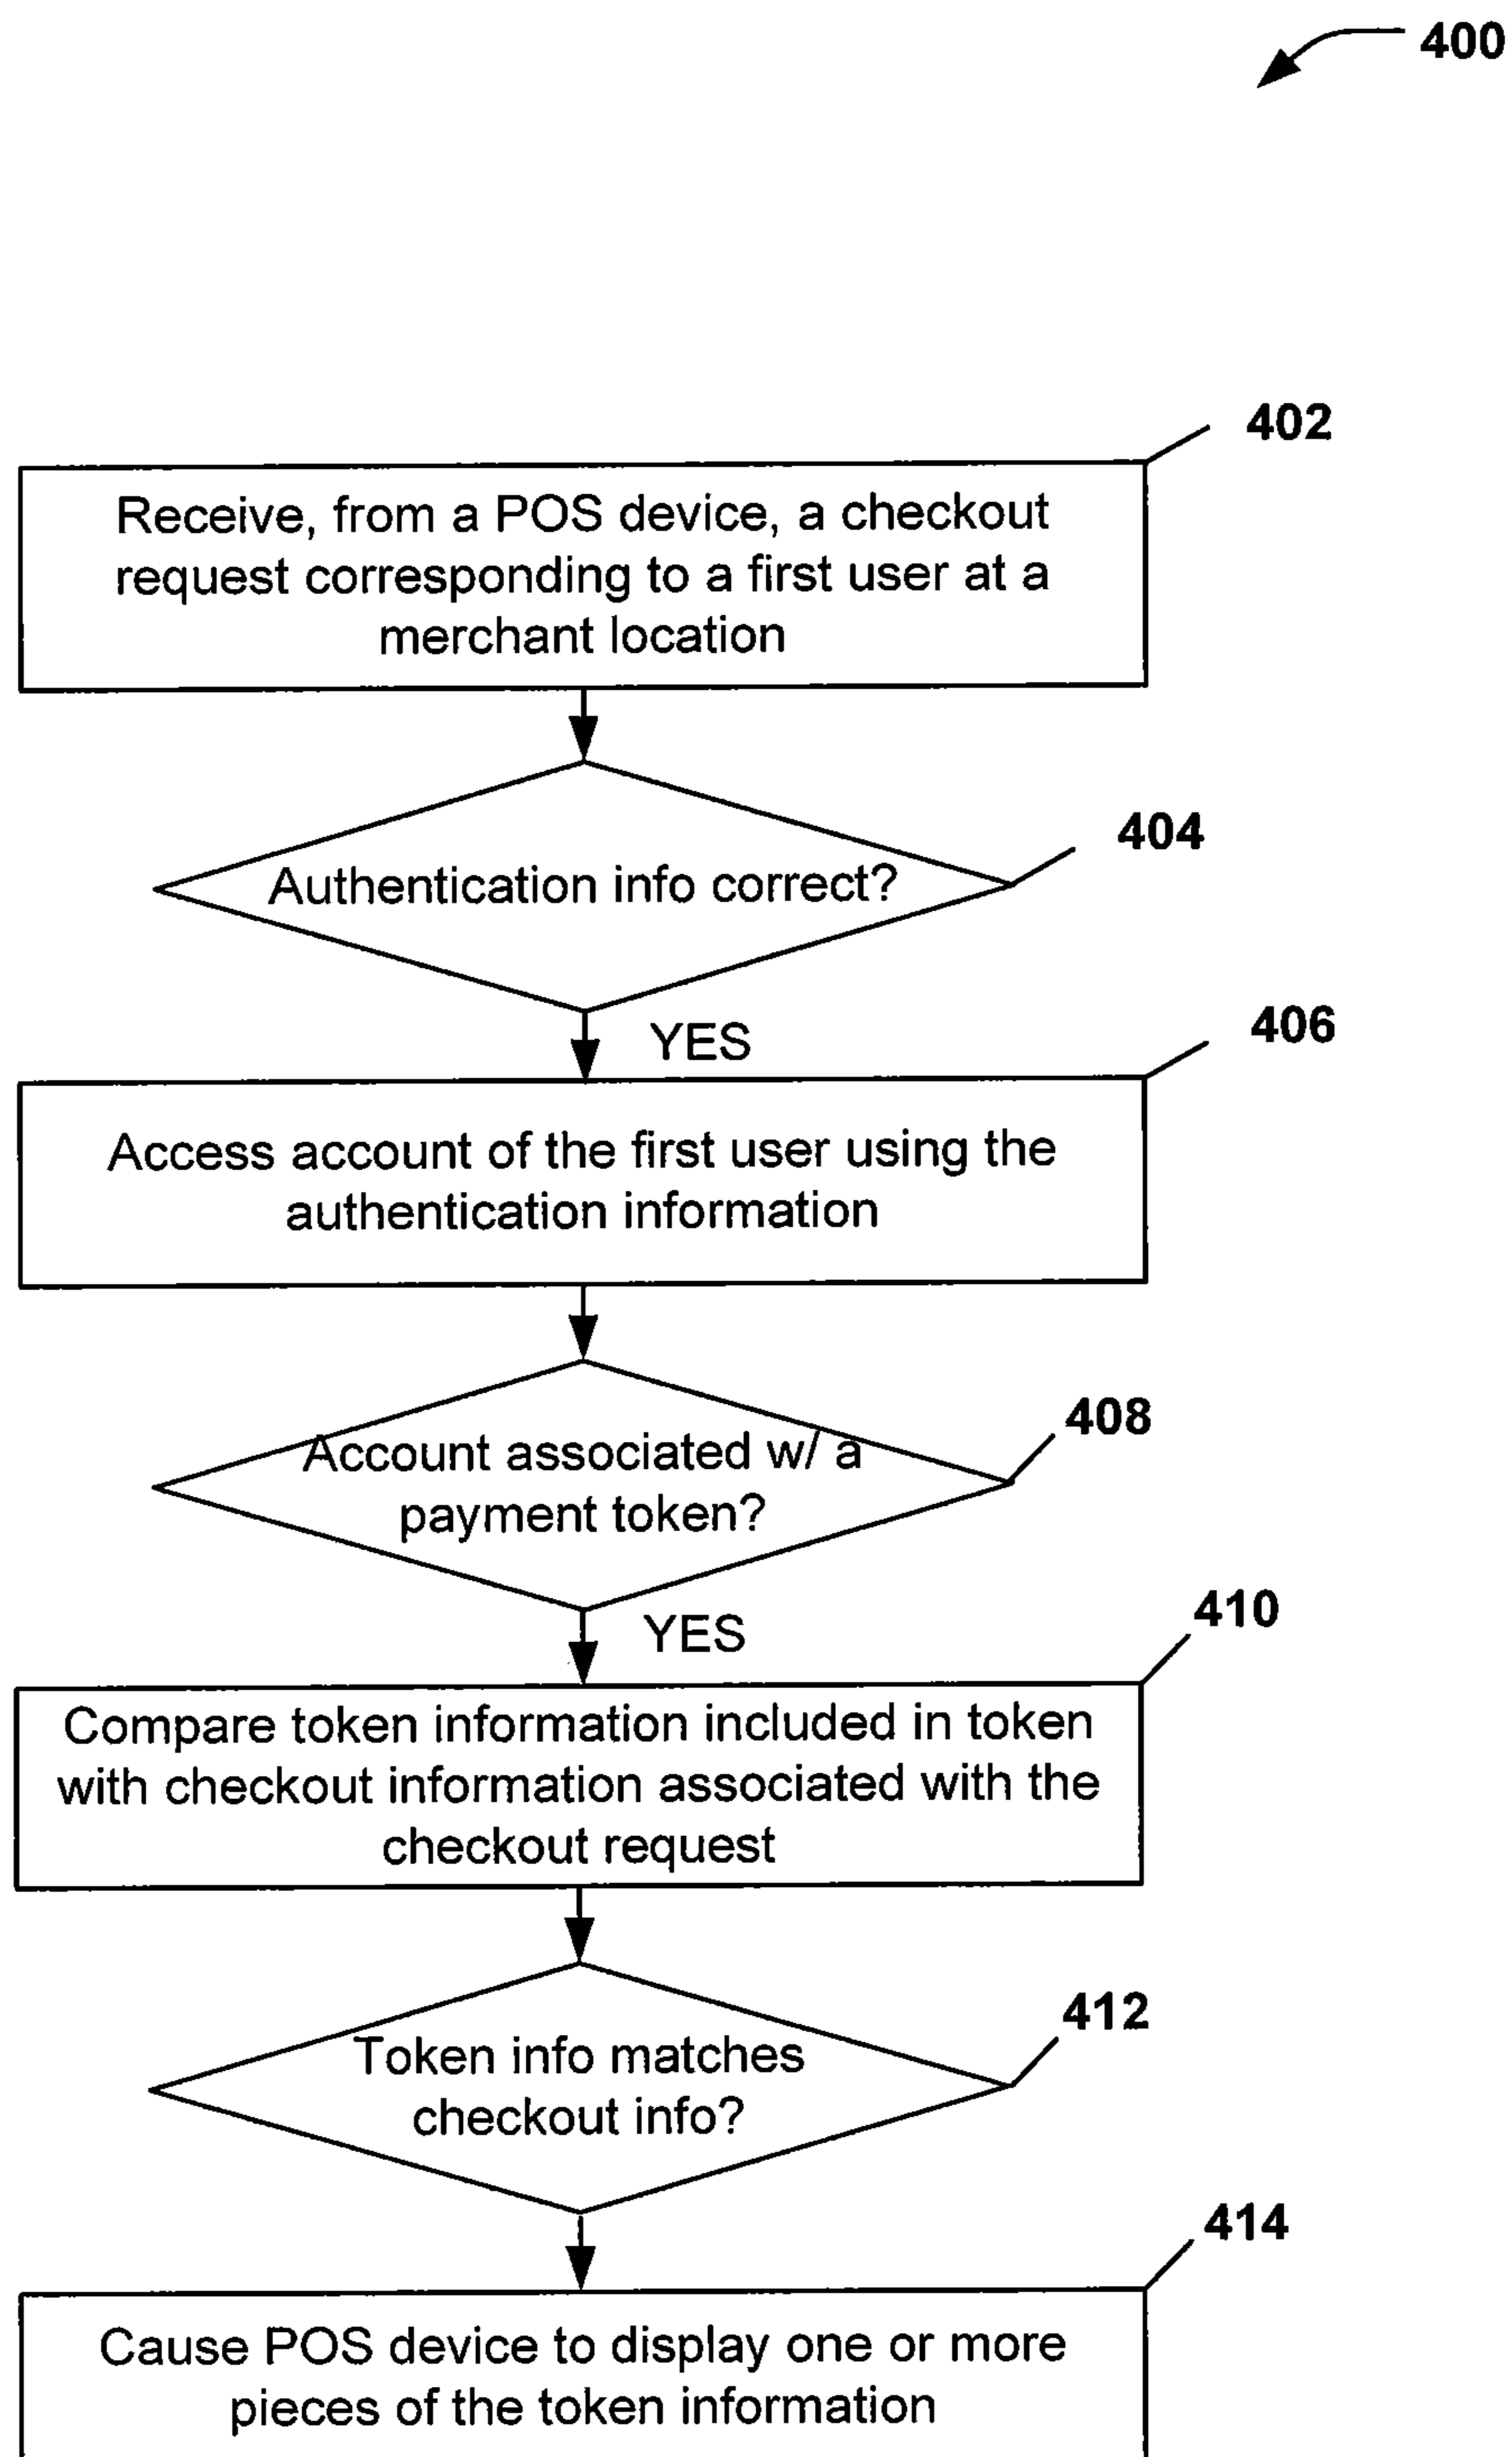 400
402
Receive, from a POS device, a checkout
request corresponding to a first user at a
merchant location
404
Authentication info correct?
YES
406
Access account of the first user using the
authentication information
408
Account associated w/ a
payment token?
YES
410
Compare token information included in token
with checkout information associated with the
checkout request
412
Token info matches
checkout info?
414
Cause POS device to display one or more
pieces of the token information